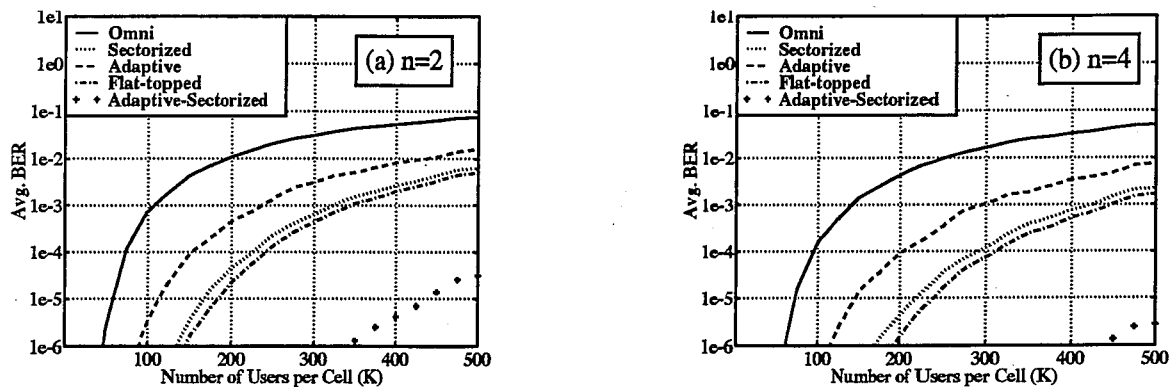 1e1
1e0
1e-1
1e-2
1e-3
1e-4
1e-5
1e-6
Avg. BER
Omni
Sectorized
Adaptive
Flat-topped
Adaptive-Sectorized
(a) n=2
100
200
300
400
500
Number of Users per Cell (K)
1e1
1e0
1e-1
1e-2
1e-3
1e-4
1e-5
1e-6
Avg. BER
Omni
Sectorized
Adaptive
Flat-topped
Adaptive-Sectorized
(b) n=4
100
200
300
400
500
Number of Users per Cell (K)